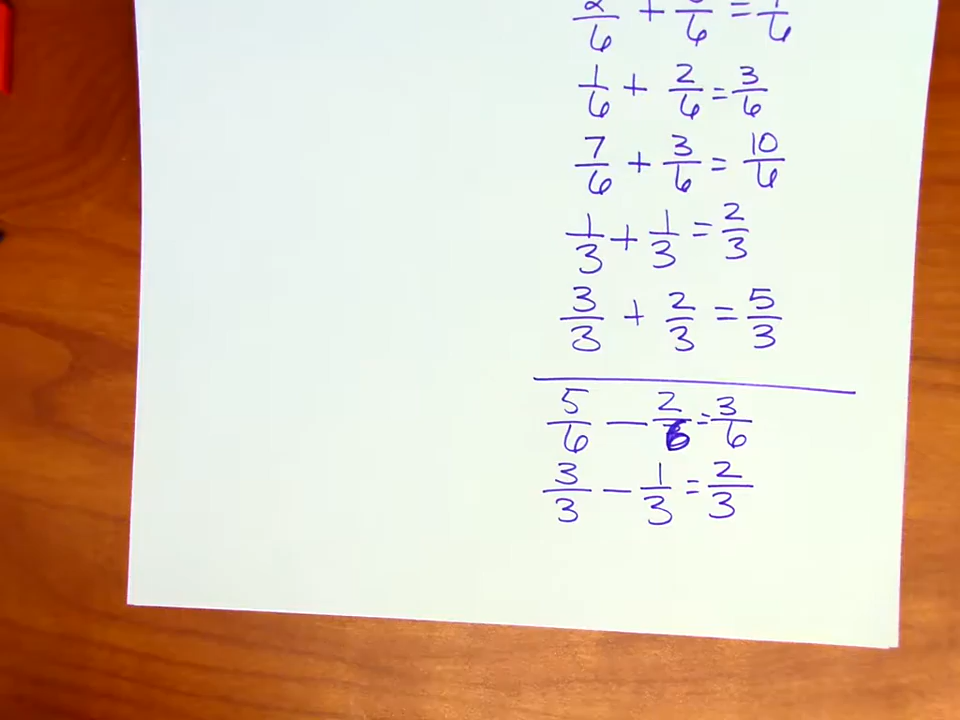 1/6 + 2/6 = 3/6
7/6 + 3/6 = 10/6
1/3 + 1/3 = 2/3
3/3 + 2/3 = 5/3
5/6 - 2/6 = 3/6
3/3 - 1/3 = 2/3